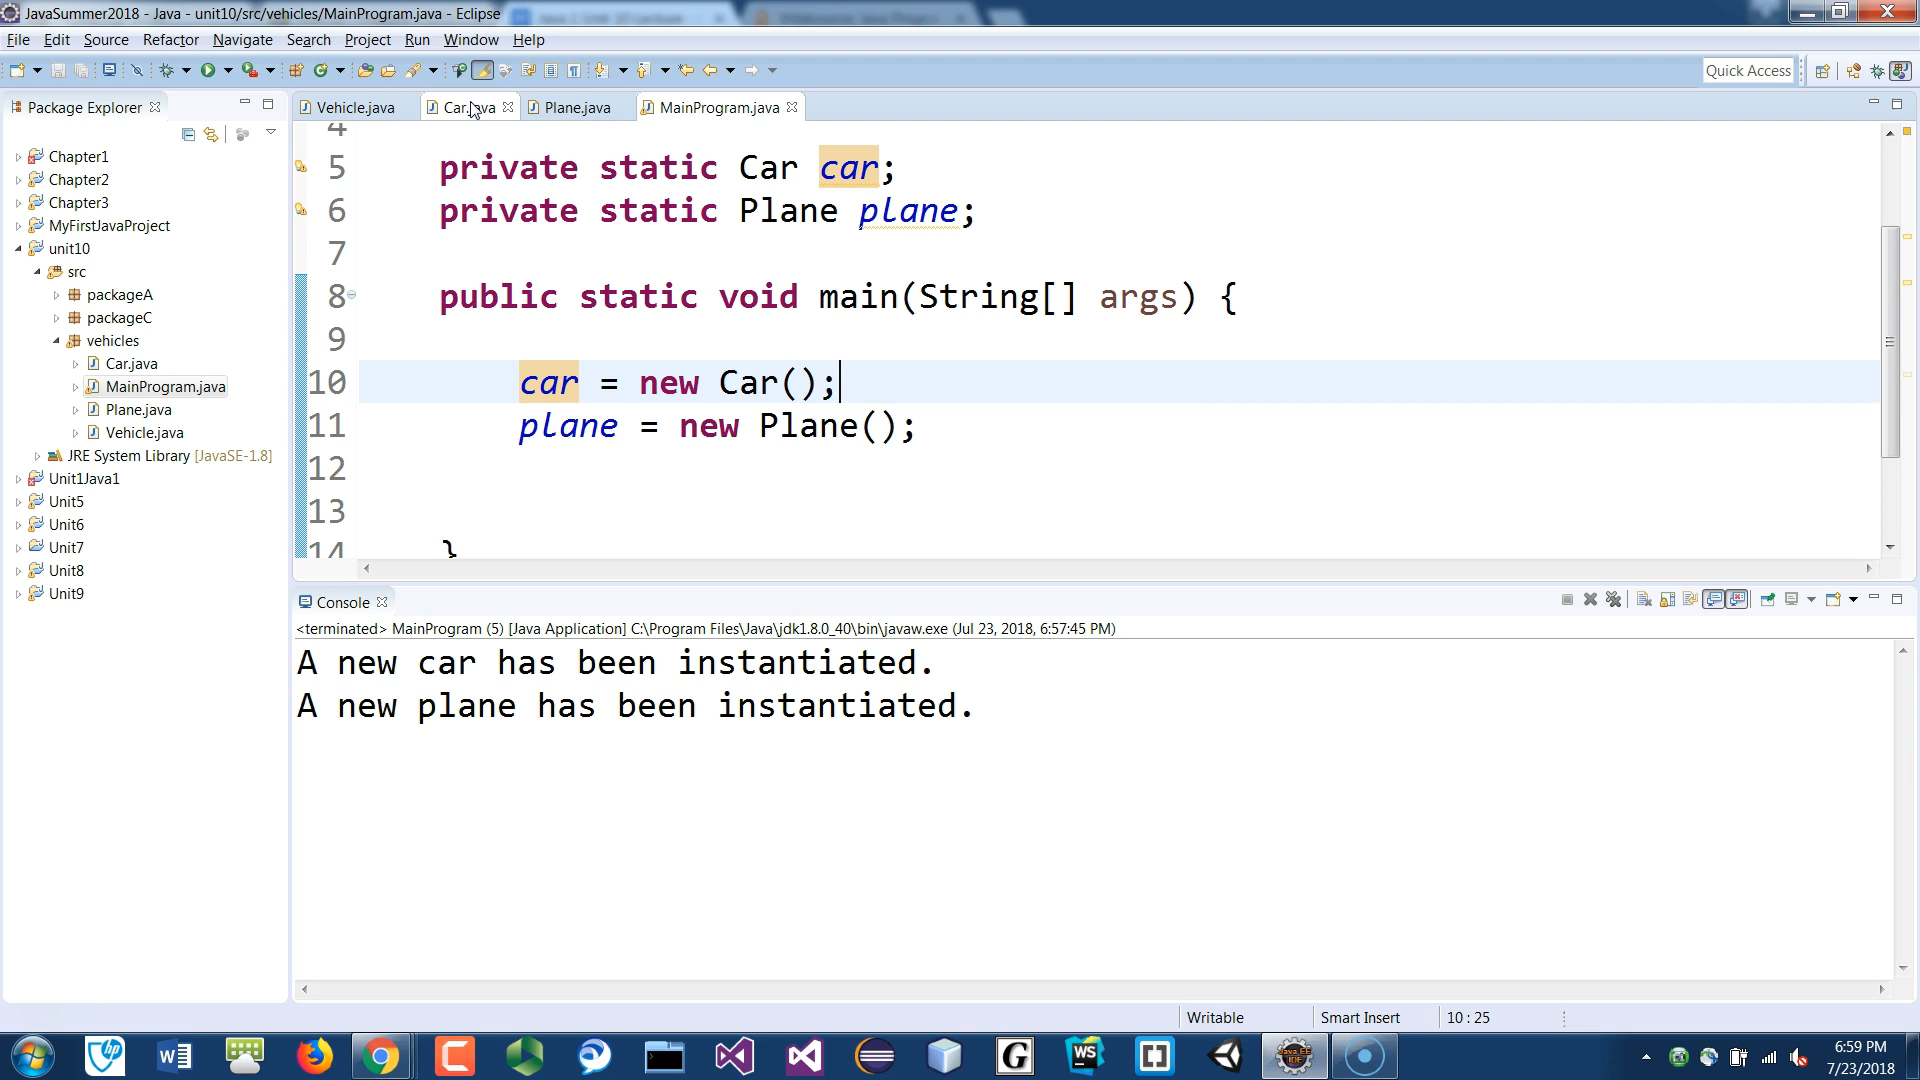 JavaSummer2018 - Java - unit10/src/vehicles/MainProgram.java - Eclipse
File Edit Source Refactor Navigate Search Project Run Window Help
Quick Access
Package Explorer
Vehicle.java Car.java Plane.java MainProgram.java
Chapter1
Chapter2
Chapter3
MyFirstJavaProject
unit10
src
packageA
packageC
vehicles
Car.java
MainProgram.java
Plane.java
Vehicle.java
JRE System Library [JavaSE-1.8]
Unit1Java1
Unit5
Unit6
Unit7
Unit8
Unit9
4
5 private static Car car;
6 private static Plane plane;
7
8 public static void main(String[] args) {
9
10 car = new Car();
11 plane = new Plane();
12
13
14 }
Console
<terminated> MainProgram (5) [Java Application] C:\Program Files\Java\jdk1.8.0_40\bin\javaw.exe (Jul 23, 2018, 6:57:45 PM)
A new car has been instantiated.
A new plane has been instantiated.
Writable Smart Insert 10 : 25
6:59 PM
7/23/2018